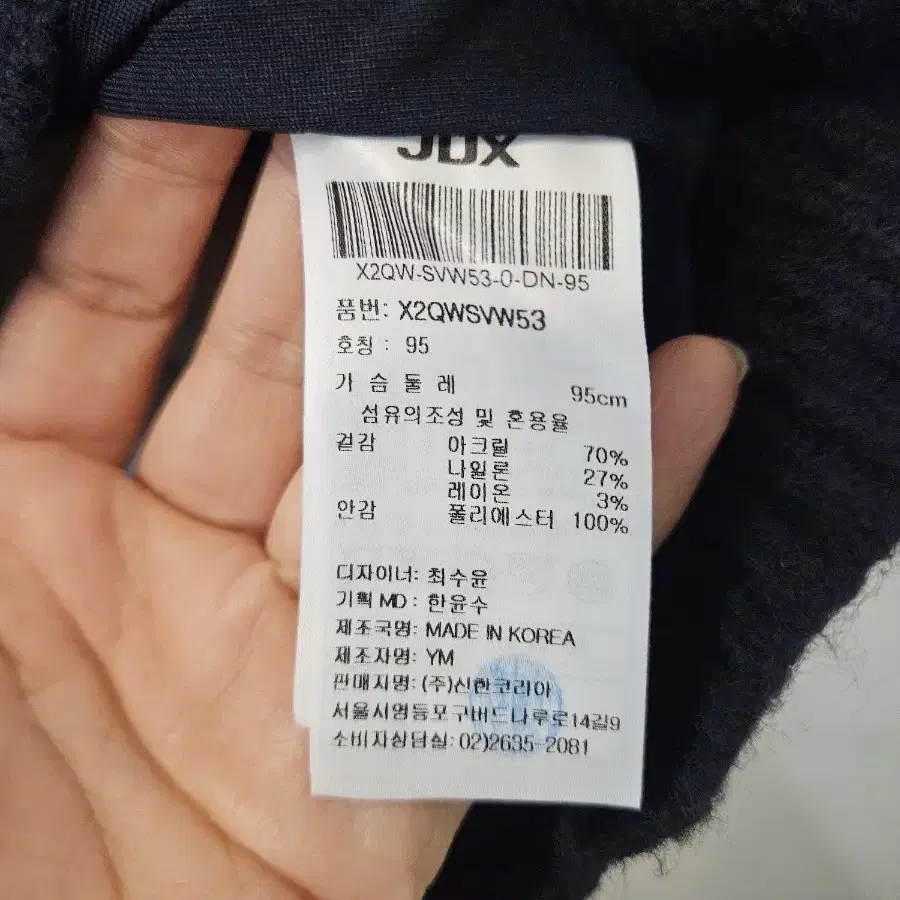 JDX
X2QW-SVW53-0-DN-95
품번: X2QWSVW53
호칭 : 95
가 슴 둘 레 95cm
섬유의조성 및 혼용율
겉감 아크릴 70%
나일론 27%
레이온 3%
안감 폴리에스터 100%
디자이너: 최수윤
기획 MD : 한윤수
제조국명: MADE IN KOREA
제조자명: YM
판매자명: (주)신한코리아
서울시영등포구버드나루로14길9
소비자상담실: 02)2635-2081